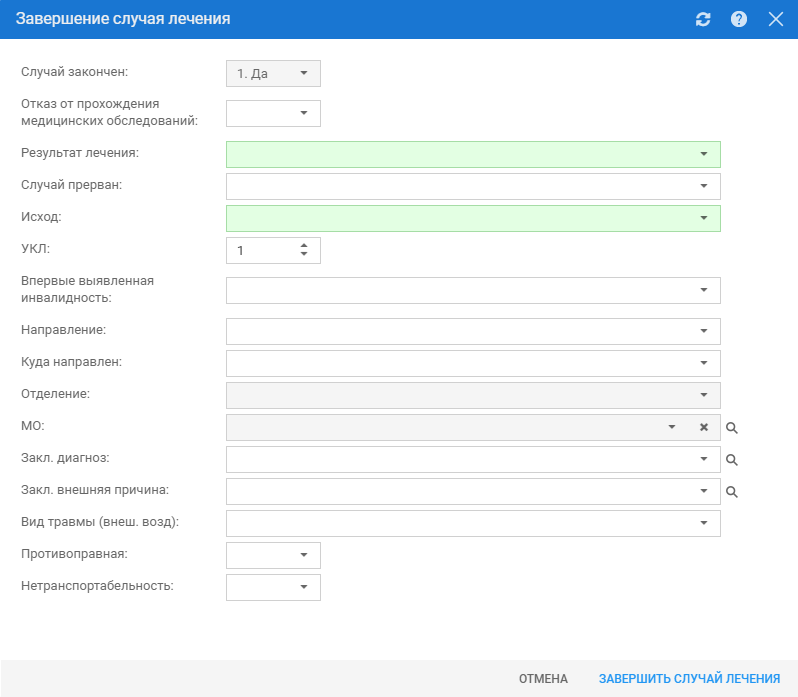 Завершение случая лечения
Случай закончен:
1. Да
Отказ от прохождения
медицинских обследований:
Результат лечения:
Случай прерван:
Исход:
УКЛ:
1
Впервые выявленная
инвалидность:
Направление:
Куда направлен:
Отделение:
МО:
Закл. диагноз:
Закл. внешняя причина:
Вид травмы (внеш. возд):
Противоправная:
Нетранспортабельность:
ОТМЕНА
ЗАВЕРШИТЬ СЛУЧАЙ ЛЕЧЕНИЯ